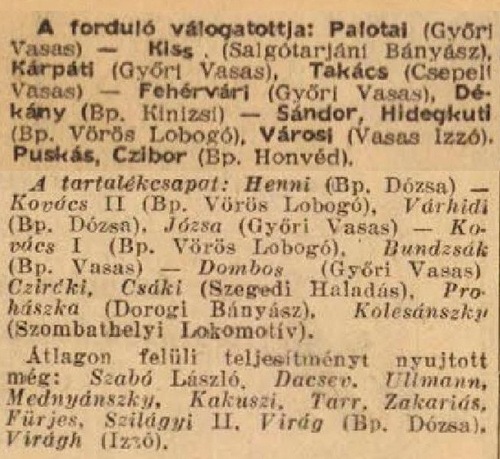 A forduló válogatottja: Palotai (Győri
Vasas) — Kiss (Salgótarjáni Bányász),
Kárpáti (Győri Vasas), Takács (Csepeli
Vasas) — Fehérvári (Győri Vasas), Dé-
kány (Bp. Kinizsi) — Sándor, Hidegkuti
(Bp. Vörös Lobogó), Városi (Vasas Izzó).
Puskás, Czibor (Bp. Honvéd).
A tartalékcsapat: Henni (Bp. Dózsa) —
Kovács II (Bp. Vörös Lobogó), Várhidi
(Bp. Dózsa), Józsa (Győri Vasas) — Ko-
vács I (Bp. Vörös Lobogó), Bundzsák
(Bp. Vasas) — Dombos (Győri Vasas)
Cziráki, Csáki (Szegedi Haladás), Pro-
hászka (Dorogi Bányász), Kolesánszky
(Szombathelyi Lokomotív).
Átlagon felüli teljesítményt nyujtott
még: Szabó László, Dacsev, Ullmann,
Mednyánszky, Kakuszi, Tarr, Zakariás,
Fürjes, Szilágyi II, Virág (Bp. Dózsa),
Virágh (Izzó).